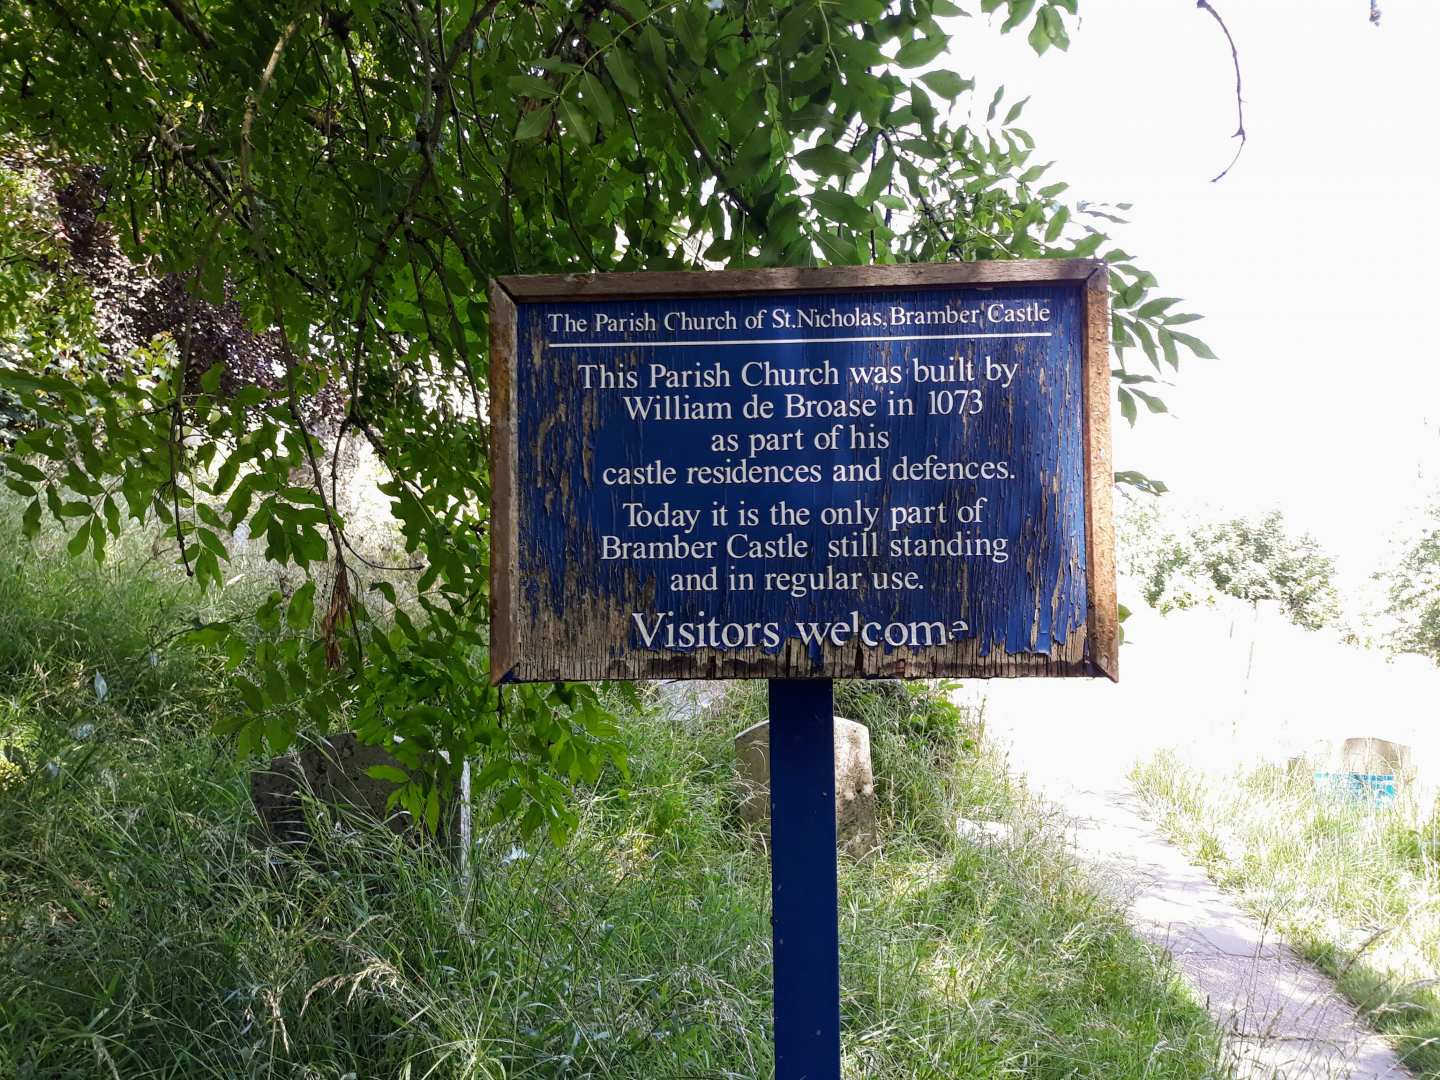 The Parish Church of St.Nicholas, Bramber Castle
This Parish Church was built by
William de Broase in 1073
as part of his
castle residences and defences.
Today it is the only part of
Bramber Castle still standing
and in regular use.
Visitors welcome